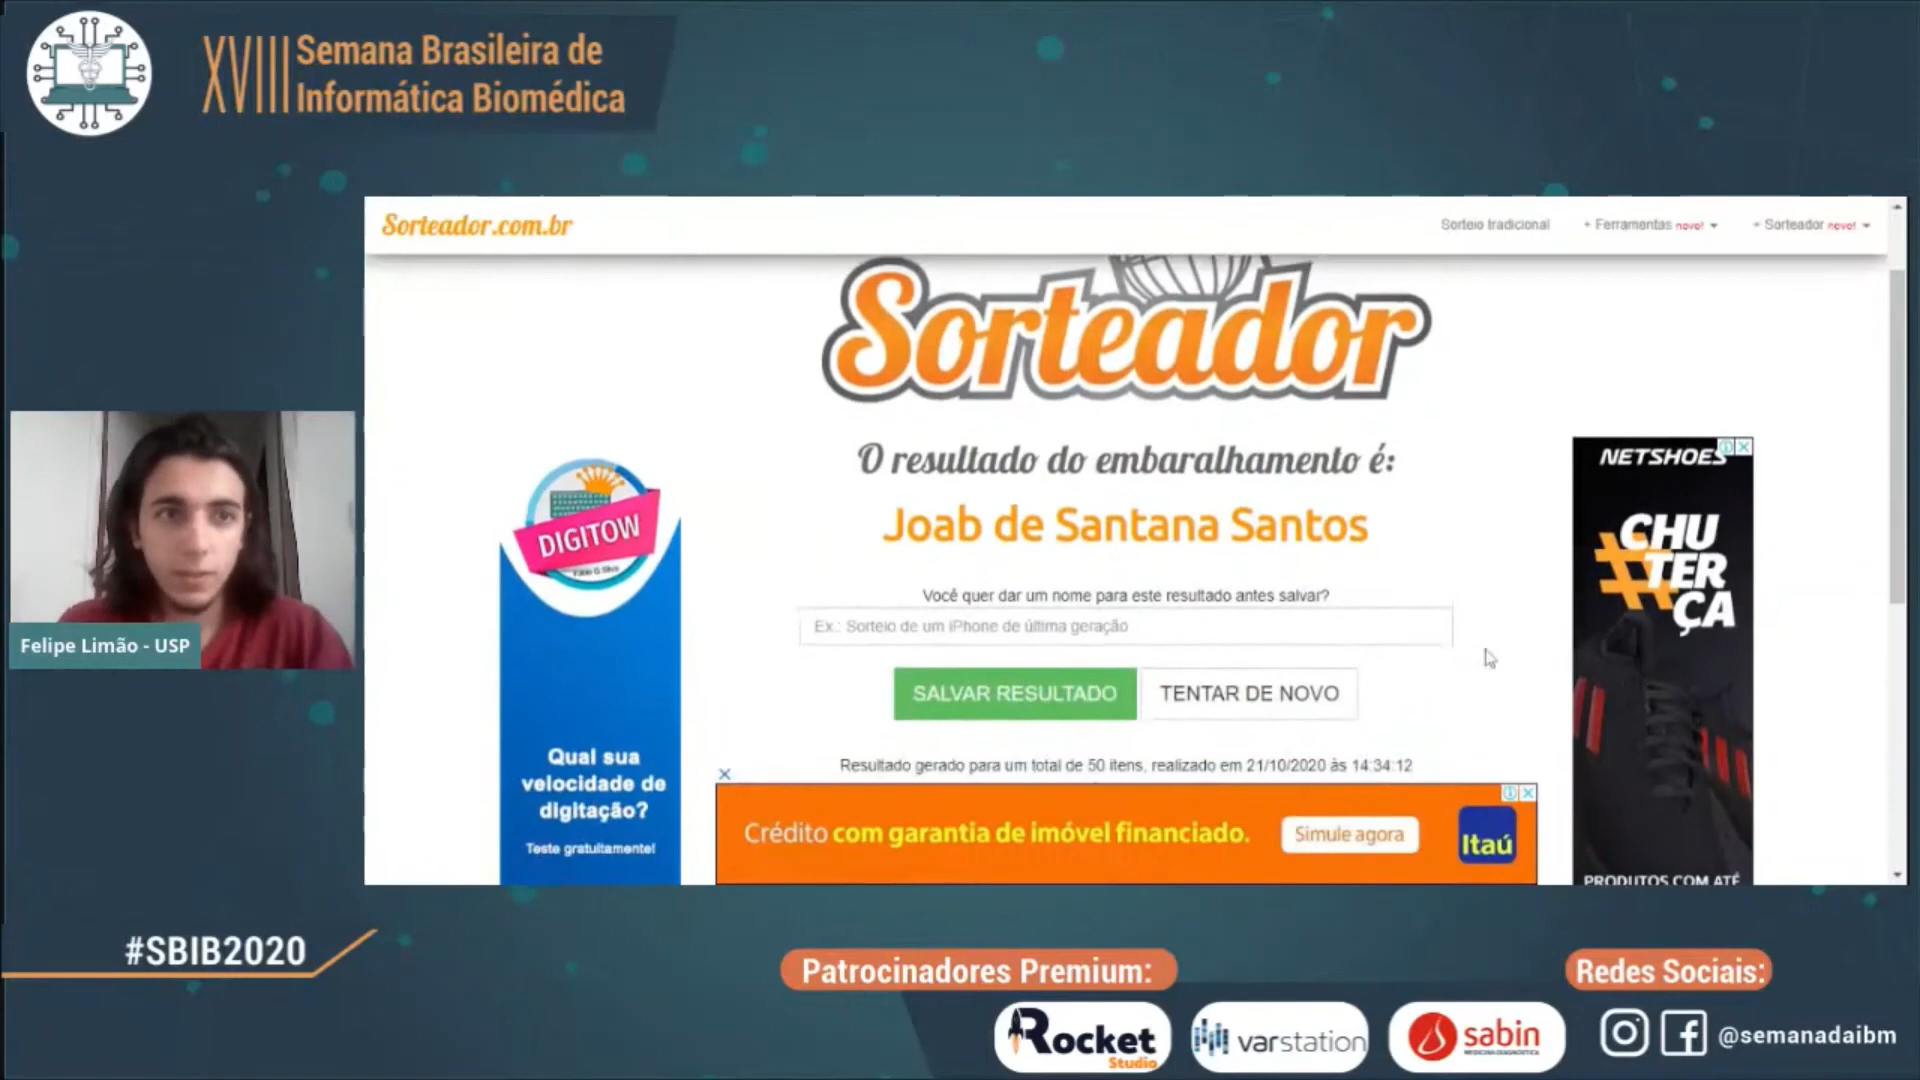 XVIII Semana Brasileira de
Informática Biomédica
Sorteador.com.br
Sorteio tradicional
+ Ferramentas novo!
+ Sorteador novo!
Sorteador
O resultado do embaralhamento é:
Joab de Santana Santos
Você quer dar um nome para este resultado antes salvar?
Ex.: Sorteio de um iPhone de última geração
SALVAR RESULTADO
TENTAR DE NOVO
Resultado gerado para um total de 50 itens, realizado em 21/10/2020 às 14:34:12
DIGITOW
Fábio G Silva
Qual sua
velocidade de
digitação?
Teste gratuitamente!
NETSHOES
#CHU
TER
ÇA
PRODUTOS COM ATÉ
Crédito com garantia de imóvel financiado.
Simule agora
Itaú
Felipe Limão - USP
#SBIB2020
Patrocinadores Premium:
Rocket
Studio
varstation
sabin
MEDICINA DIAGNÓSTICA
Redes Sociais:
@semanadaibm